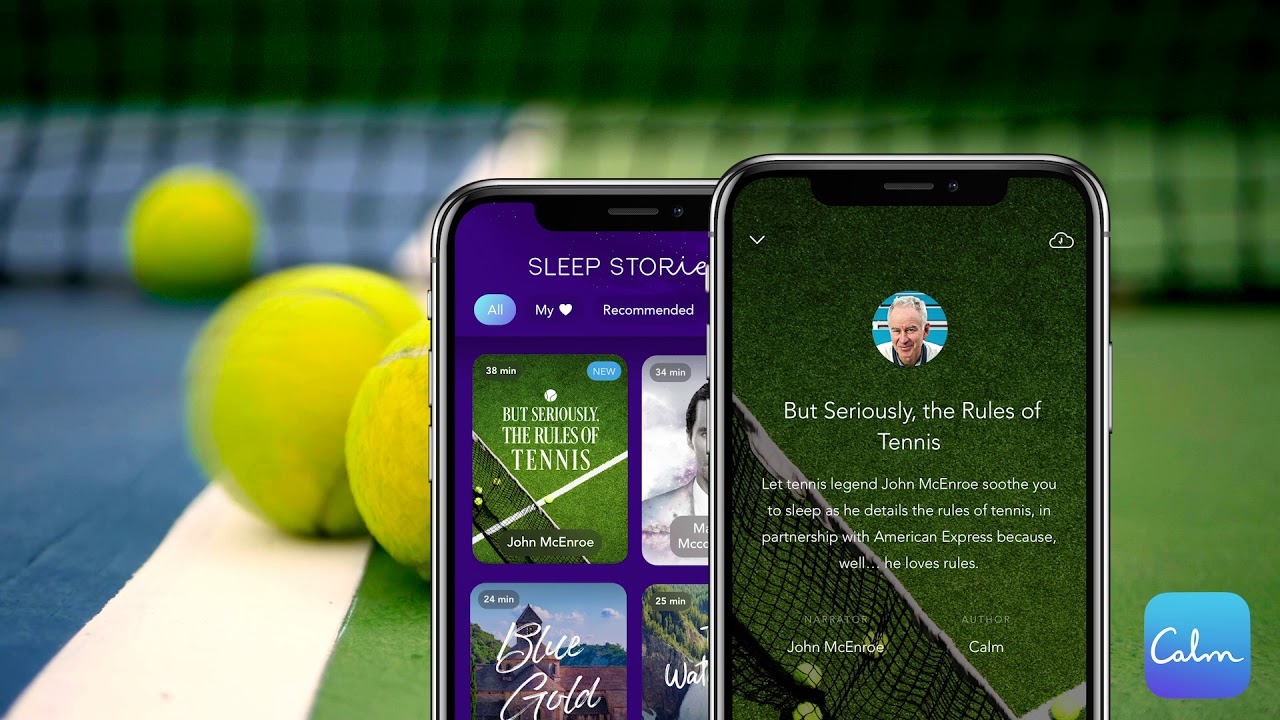 SLEEP STORie
All
My
Recommended
38 min
NEW
BUT SERIOUSLY,
THE RULES OF
TENNIS
John McEnroe
34 min
24 min
Blue
Gold
25 min
But Seriously, the Rules of
Tennis
Let tennis legend John McEnroe soothe you
to sleep as he details the rules of tennis, in
partnership with American Express because,
well... he loves rules.
NARRATOR
John McEnroe
AUTHOR
Calm
Calm